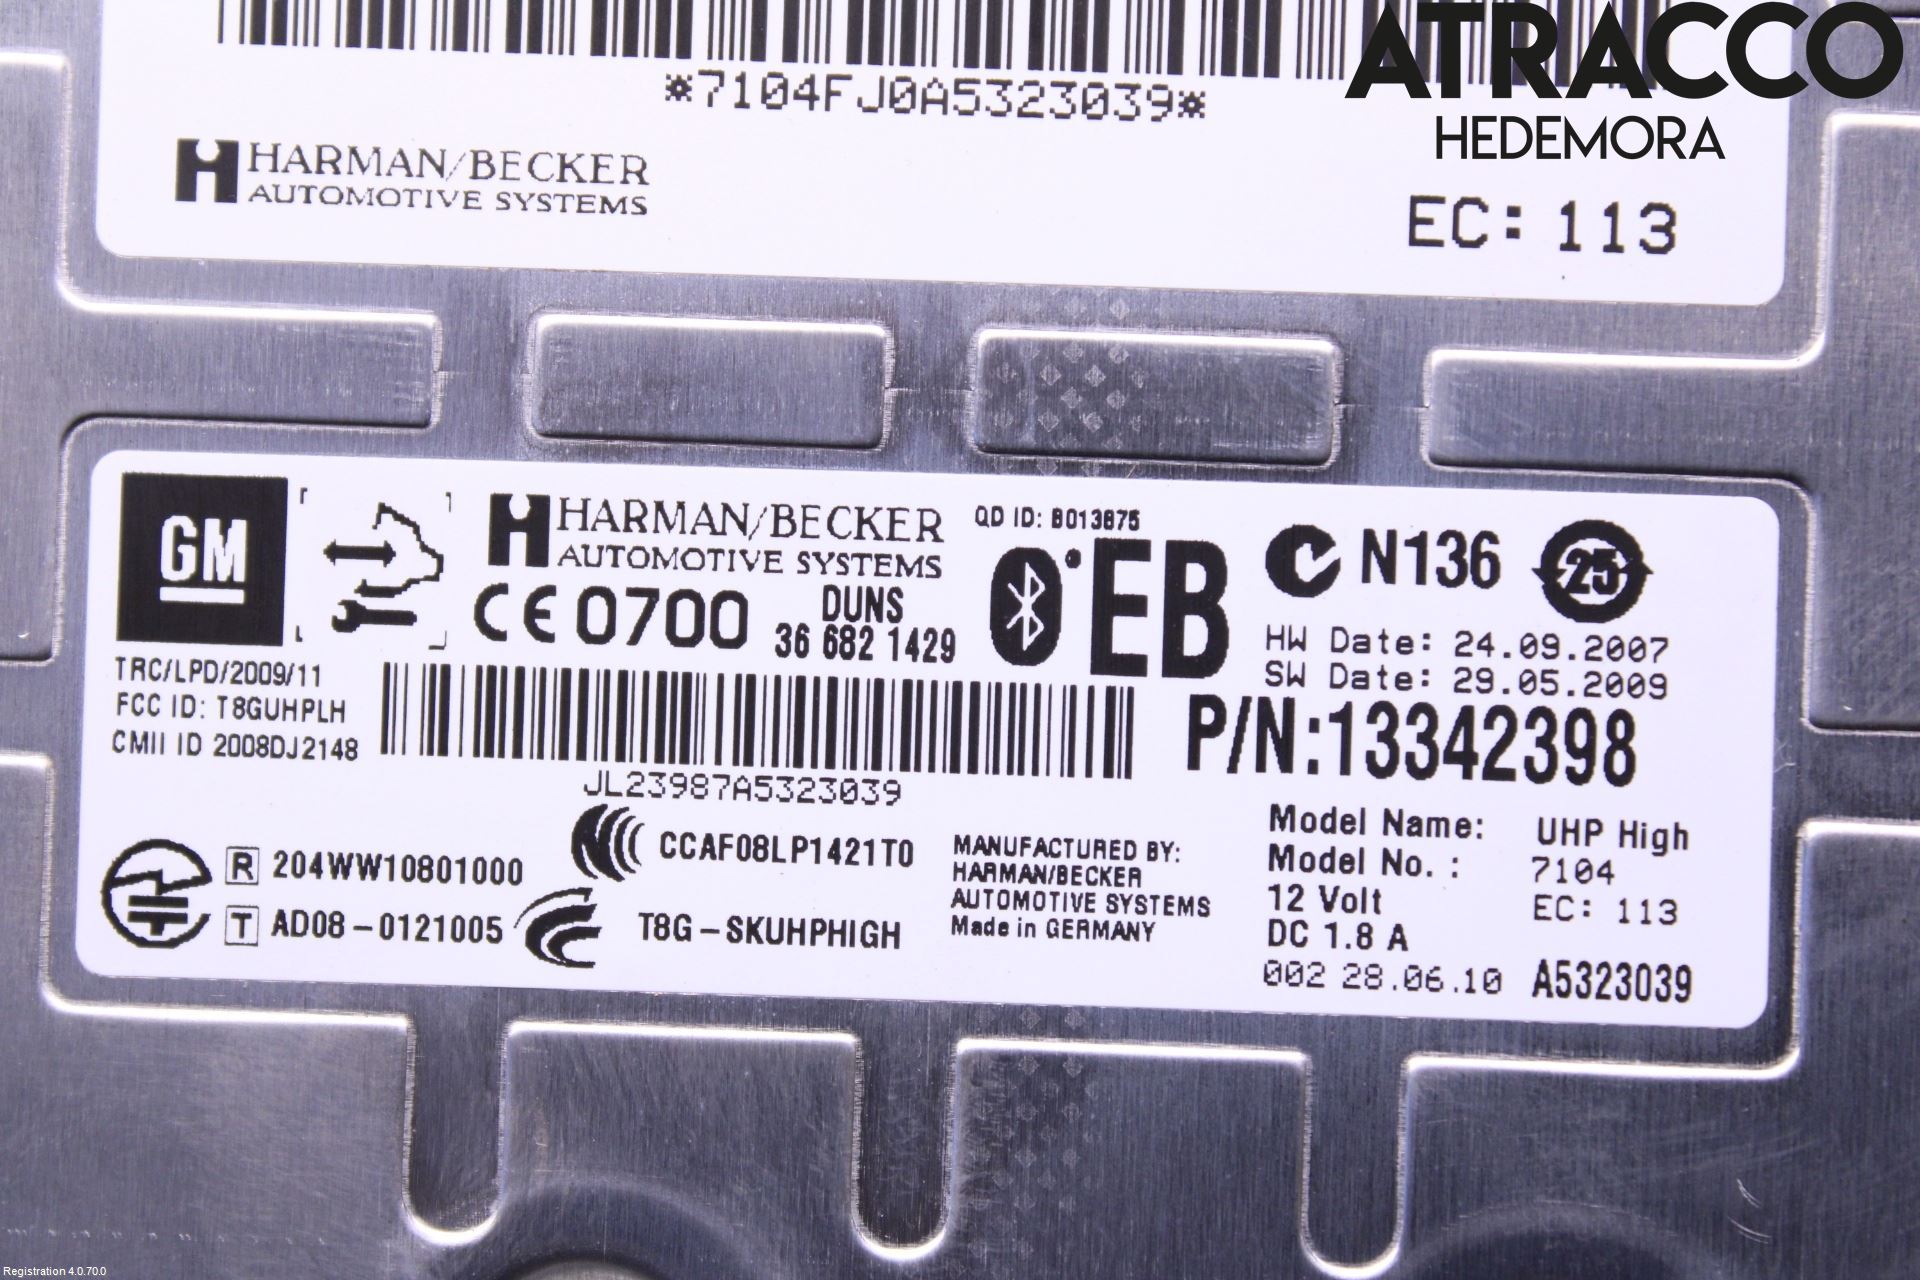 ATRACCO
HEDEMORA
*7104FJ0A5323039*
HARMAN/BECKER
AUTOMOTIVE SYSTEMS
EC: 113
GM
HARMAN/BECKER
AUTOMOTIVE SYSTEMS
QD ID: B013875
EB
N136
25
CE 0700
DUNS
36 682 1429
HW Date: 24.09.2007
SW Date: 29.05.2009
TRC/LPD/2009/11
FCC ID: T8GUHPLH
CMII ID 2008DJ2148
P/N:13342398
JL23987A5323039
R 204WW10801000
T AD08-0121005
CCAF08LP1421T0
T8G-SKUHPHIGH
MANUFACTURED BY:
HARMAN/BECKER
AUTOMOTIVE SYSTEMS
Made in GERMANY
Model Name: UHP High
Model No. : 7104
12 Volt EC: 113
DC 1.8 A
002 28.06.10 A5323039
Registration 4.0.70.0